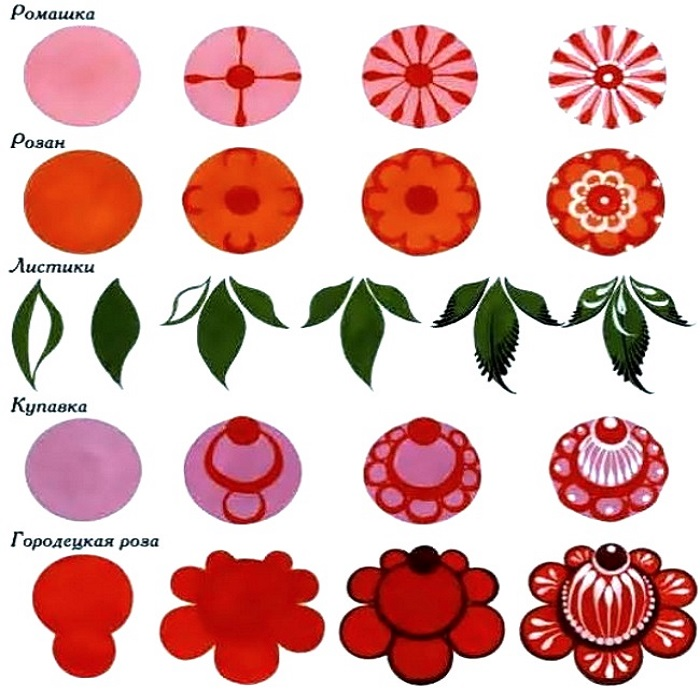 Ромашка
Розан
Листики
Купавка
Городецкая роза